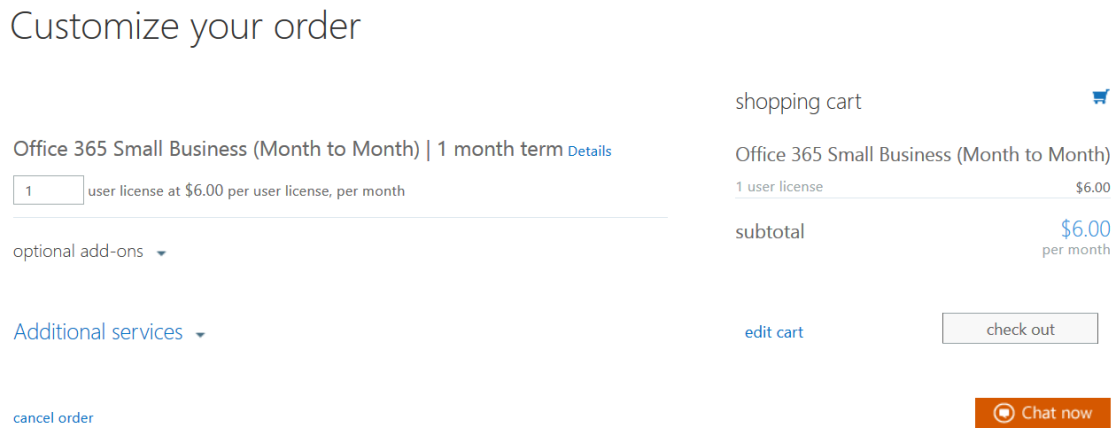 Customize your order
Office 365 Small Business (Month to Month) | 1 month term Details
1 user license at $6.00 per user license, per month
optional add-ons
Additional services
cancel order
shopping cart
Office 365 Small Business (Month to Month)
1 user license $6.00
subtotal $6.00
per month
edit cart check out
Chat now